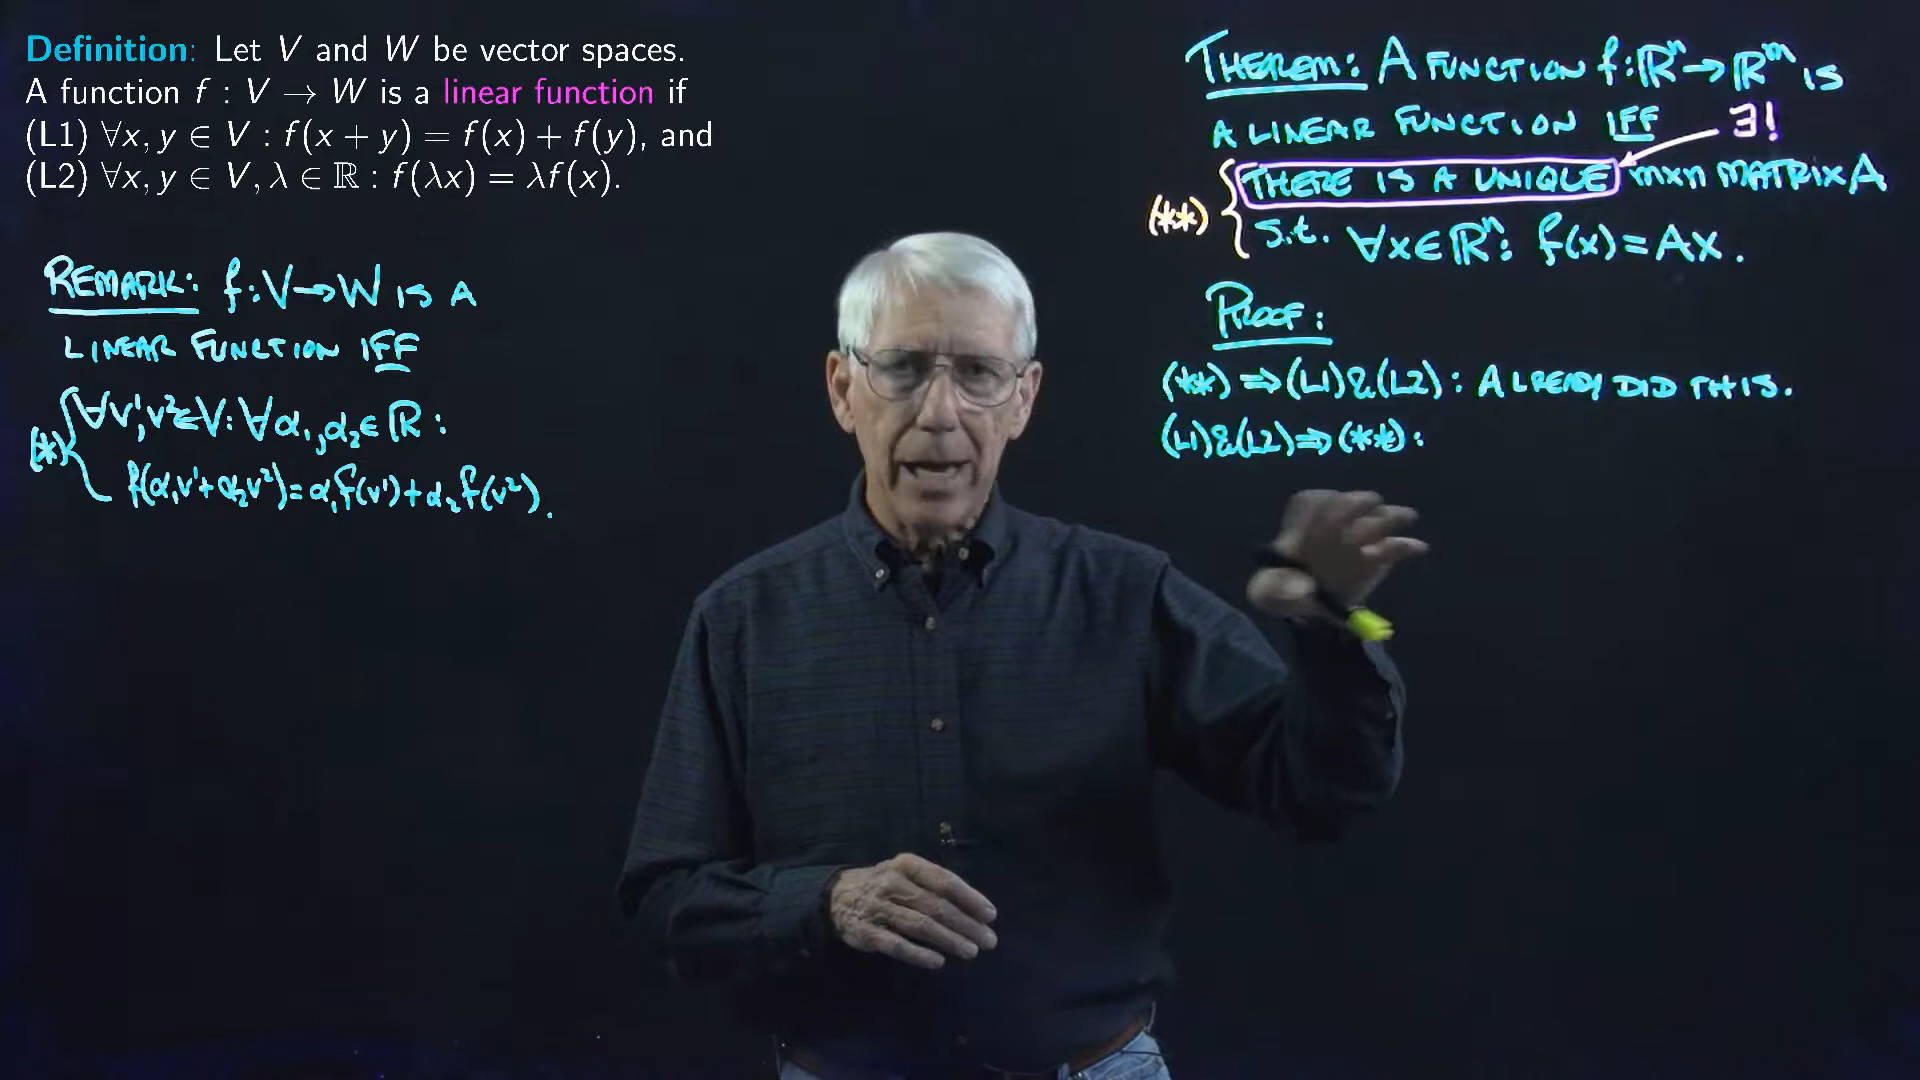 Definition: Let V and W be vector spaces.
A function f : V → W is a linear function if
(L1) ∀x, y ∈ V : f(x + y) = f(x) + f(y), and
(L2) ∀x, y ∈ V, λ ∈ ℝ : f(λx) = λf(x).
REMARK: f: V→W IS A
LINEAR FUNCTION IFF
(*) ∀v¹, v² ∈ V: ∀α₁, α₂ ∈ ℝ:
f(α₁v¹+α₂v²)=α₁f(v¹)+α₂f(v²).
THEREM: A FUNCTION f: ℝⁿ→ℝᵐ IS
A LINEAR FUNCTION IFF ∃!
(**) THERE IS A UNIQUE m×n MATRIX A
s.t. ∀x∈ℝⁿ: f(x)=Ax.
PROOF:
(**) ⇒ (L1)&(L2): ALREADY DID THIS.
(L1)&(L2) ⇒ (**):